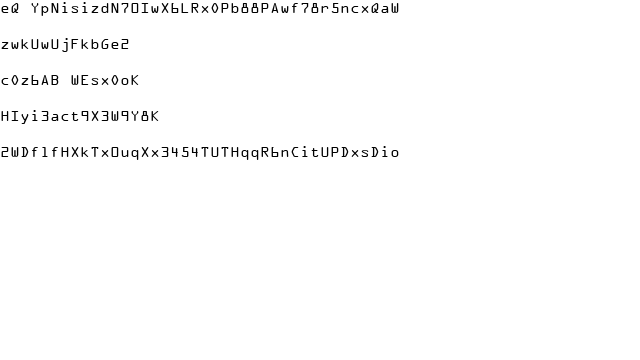 eQ YpNisizdN7OIwX6LRx0Pb88PAwf78r5ncxQaW
zwkUwUjFkbGe2
c0z6AB WEsx0oK
HIyi3act9X3W9Y8K
2WDflfHXkTxOuqXx3454TUTHqqR6nCitUPDxsDio